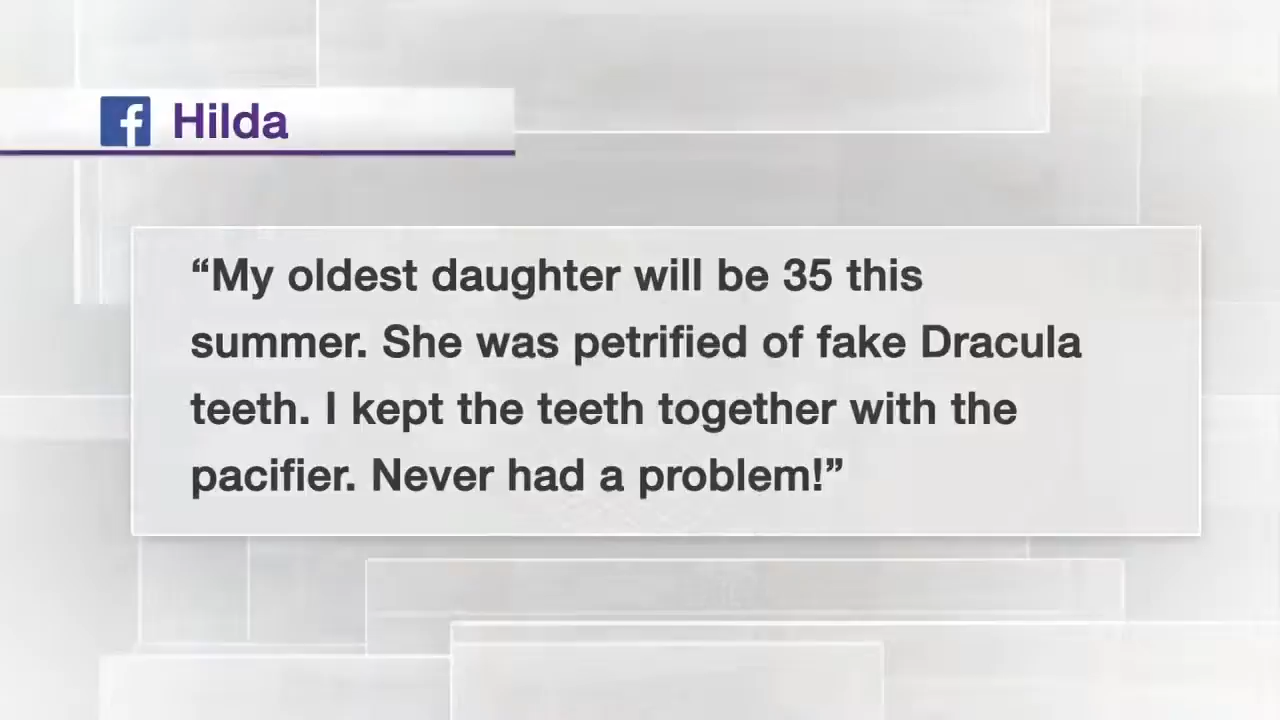 Hilda
“My oldest daughter will be 35 this
summer. She was petrified of fake Dracula
teeth. I kept the teeth together with the
pacifier. Never had a problem!”